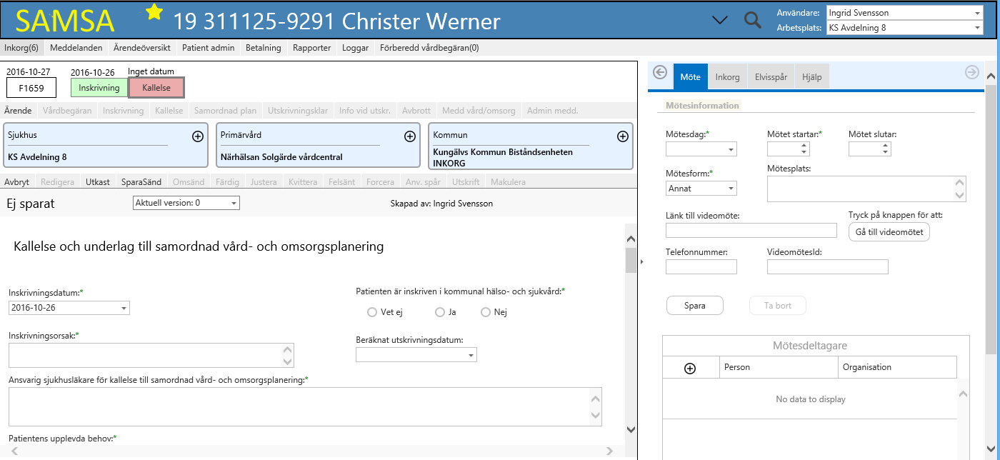 SAMSA 19 311125-9291 Christer Werner
Användare: Ingrid Svensson
Arbetsplats: KS Avdelning 8
Inkorg(6) Meddelanden Ärendeöversikt Patient admin Betalning Rapporter Loggar Förberedd vårdbegäran(0)
2016-10-27 2016-10-26 Inget datum
F1659 Inskrivning Kallelse
Ärende Vårdbegäran Inskrivning Kallelse Samordnad plan Utskrivningsklar Info vid utskr. Avbrott Medd vård/omsorg Admin medd.
Sjukhus
KS Avdelning 8
Primärvård
Närhälsan Solgärde vårdcentral
Kommun
Kungälvs Kommun Biståndsenheten
INKORG
Avbryt Redigera Utkast SparaSänd Omsänd Färdig Justera Kvittera Felsänt Forcera Anv. spår Utskrift Makulera
Ej sparat Aktuell version: 0 Skapad av: Ingrid Svensson
Kallelse och underlag till samordnad vård- och omsorgsplanering
Inskrivningsdatum:*
2016-10-26
Patienten är inskriven i kommunal hälso- och sjukvård:*
Vet ej Ja Nej
Inskrivningsorsak:*
Beräknat utskrivningsdatum:
Ansvarig sjukhusläkare för kallelse till samordnad vård- och omsorgsplanering:*
Patientens upplevda behov:*
Möte Inkorg Elvisspår Hjälp
Mötesinformation
Mötesdag:* Mötet startar:* Mötet slutar:
Mötesform:* Mötesplats:
Annat
Länk till videomöte: Tryck på knappen för att:
Gå till videomötet
Telefonnummer: VideomötesId:
Spara Ta bort
Mötesdeltagare
Person Organisation
No data to display